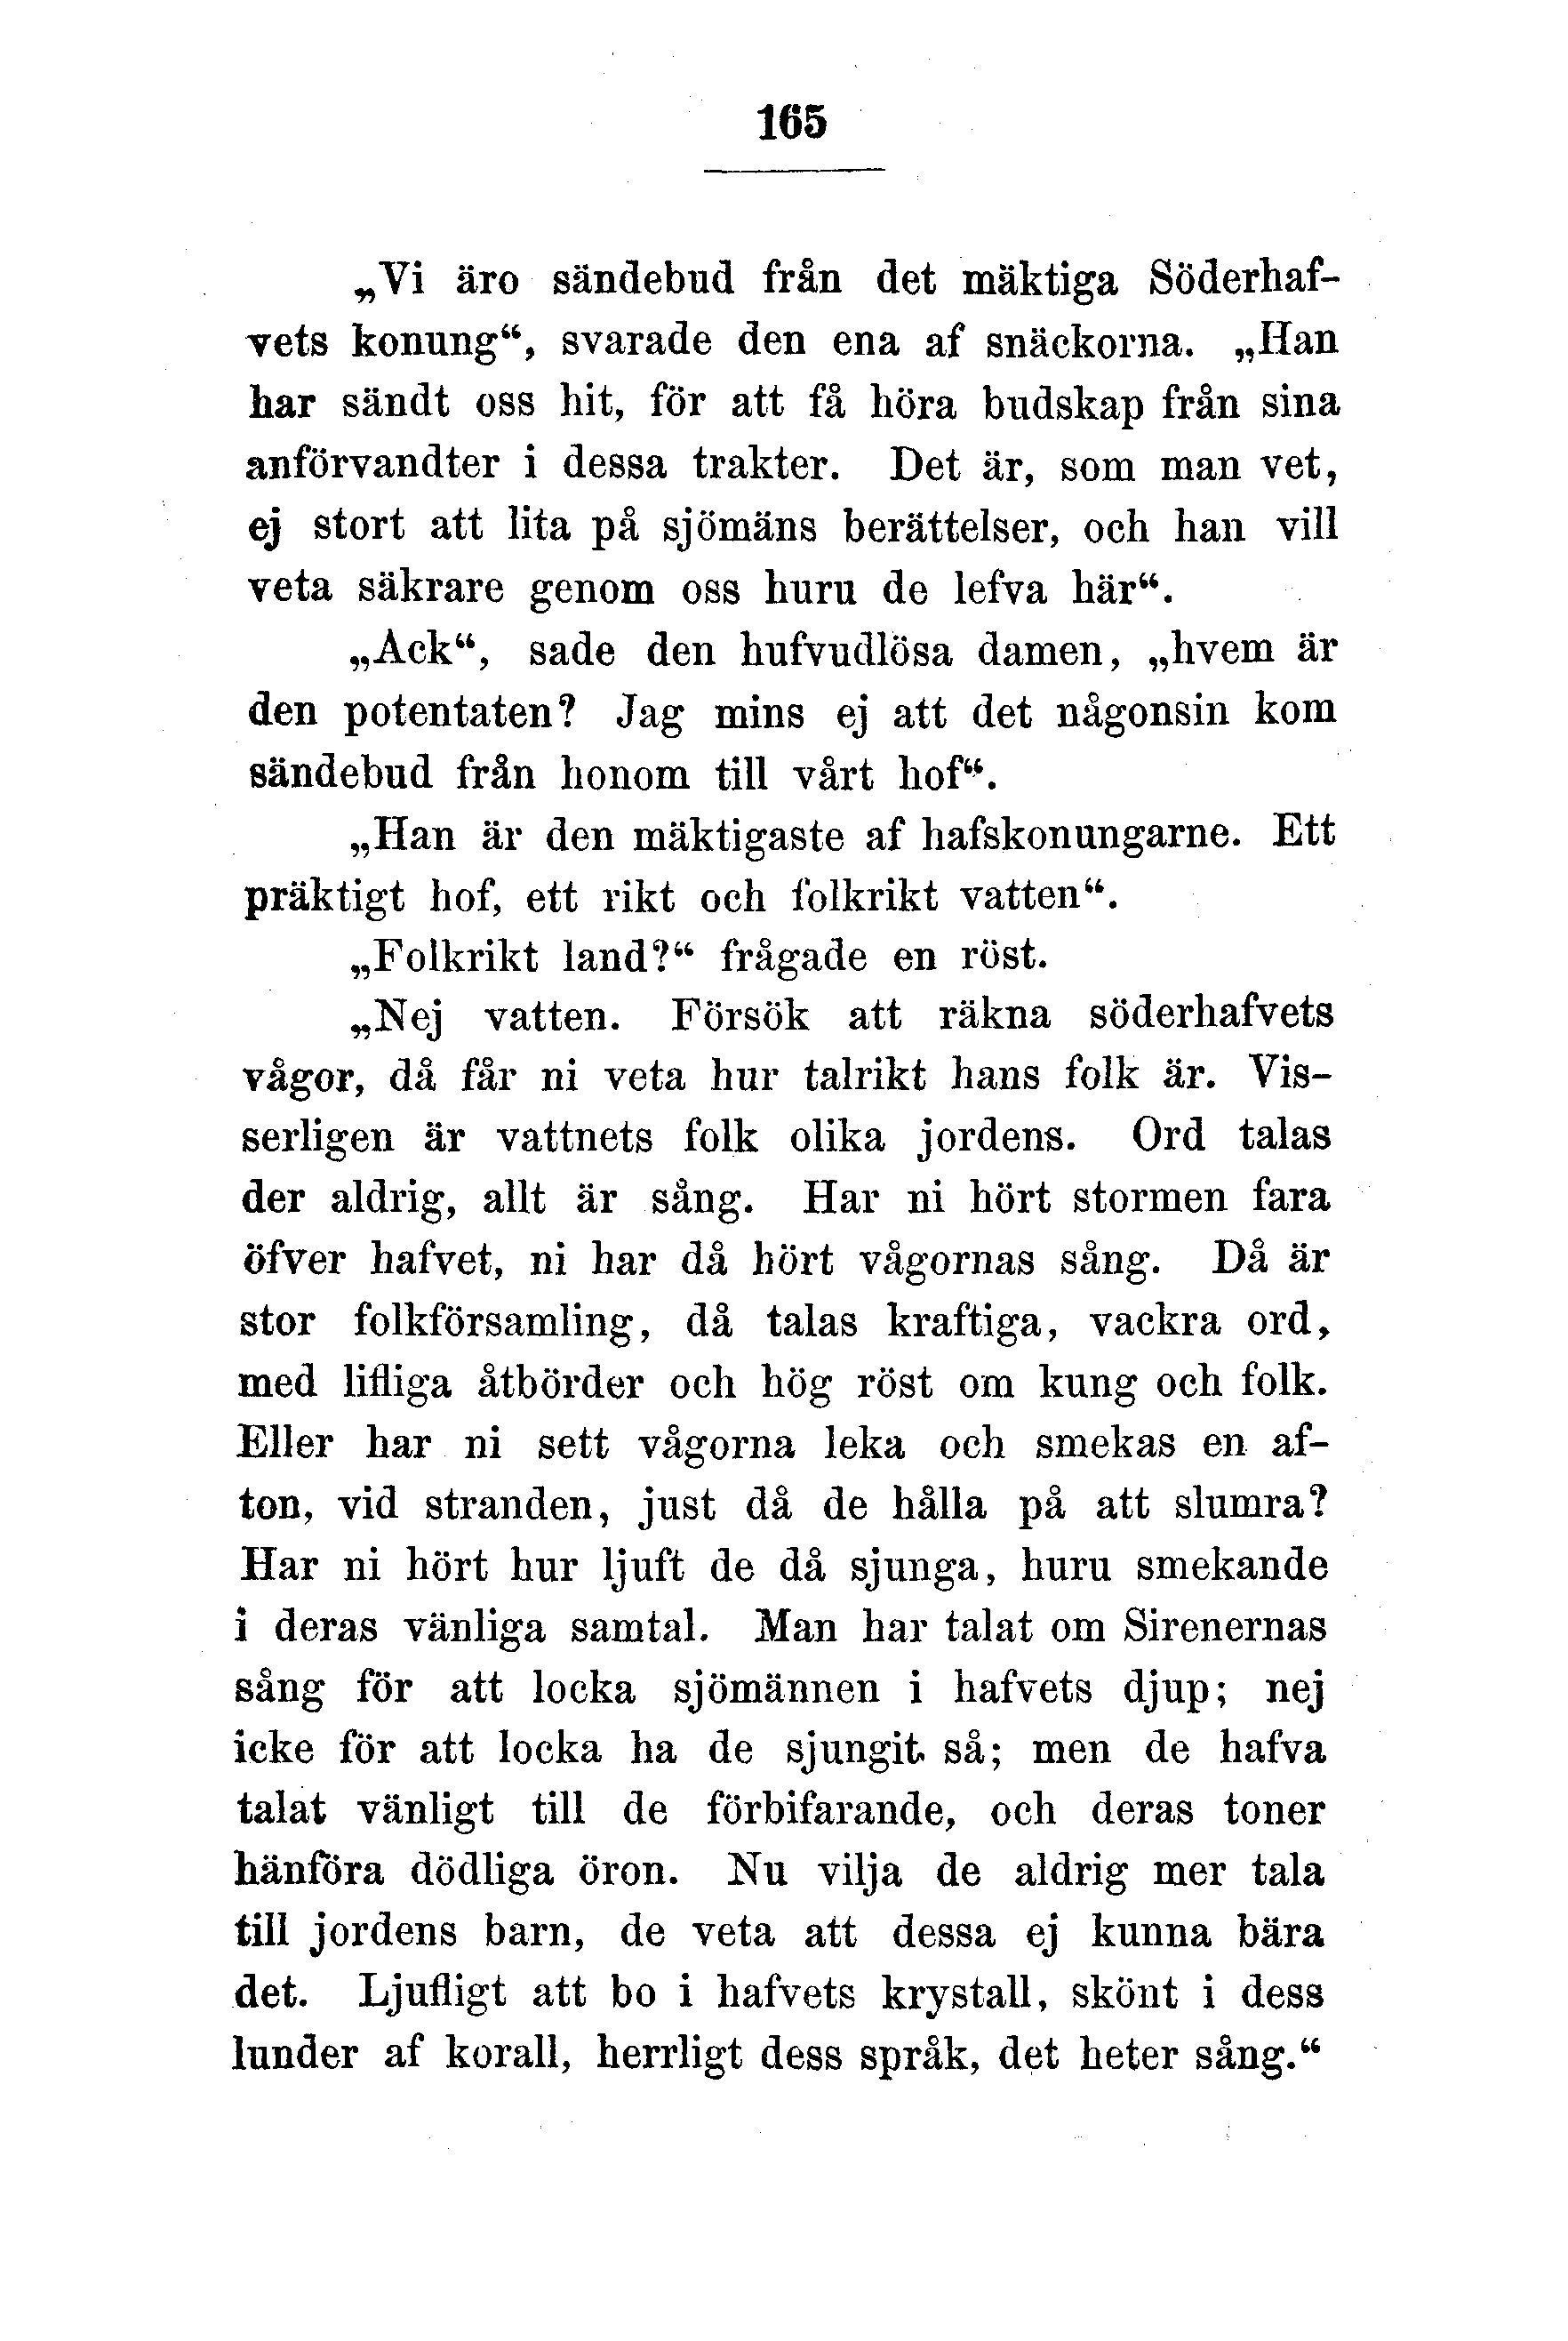 165
„Vi äro sändebud från det mäktiga Söderhaf-
vets konung“, svarade den ena af snäckorna. „Han
har sändt oss hit, för att få höra budskap från sina
anförvandter i dessa trakter. Det är, som man vet,
ej stort att lita på sjömäns berättelser, och han vill
veta säkrare genom oss huru de lefva här“.
„Ack“, sade den hufvudlösa damen, „hvem är
den potentaten? Jag mins ej att det någonsin kom
sändebud från honom till vårt hof“.
„Han är den mäktigaste af hafskonungarne. Ett
präktigt hof, ett rikt och folkrikt vatten“.
„Folkrikt land?“ frågade en röst.
„Nej vatten. Försök att räkna söderhafvets
vågor, då får ni veta hur talrikt hans folk är. Vis-
serligen är vattnets folk olika jordens. Ord talas
der aldrig, allt är sång. Har ni hört stormen fara
öfver hafvet, ni har då hört vågornas sång. Då är
stor folkförsamling, då talas kraftiga, vackra ord,
med lifliga åtbörder och hög röst om kung och folk.
Eller har ni sett vågorna leka och smekas en af-
ton, vid stranden, just då de hålla på att slumra?
Har ni hört hur ljuft de då sjunga, huru smekande
i deras vänliga samtal. Man har talat om Sirenernas
sång för att locka sjömännen i hafvets djup; nej
icke för att locka ha de sjungit så; men de hafva
talat vänligt till de förbifarande, och deras toner
hänföra dödliga öron. Nu vilja de aldrig mer tala
till jordens barn, de veta att dessa ej kunna bära
det. Ljufligt att bo i hafvets krystall, skönt i dess
lunder af korall, herrligt dess språk, det heter sång.“